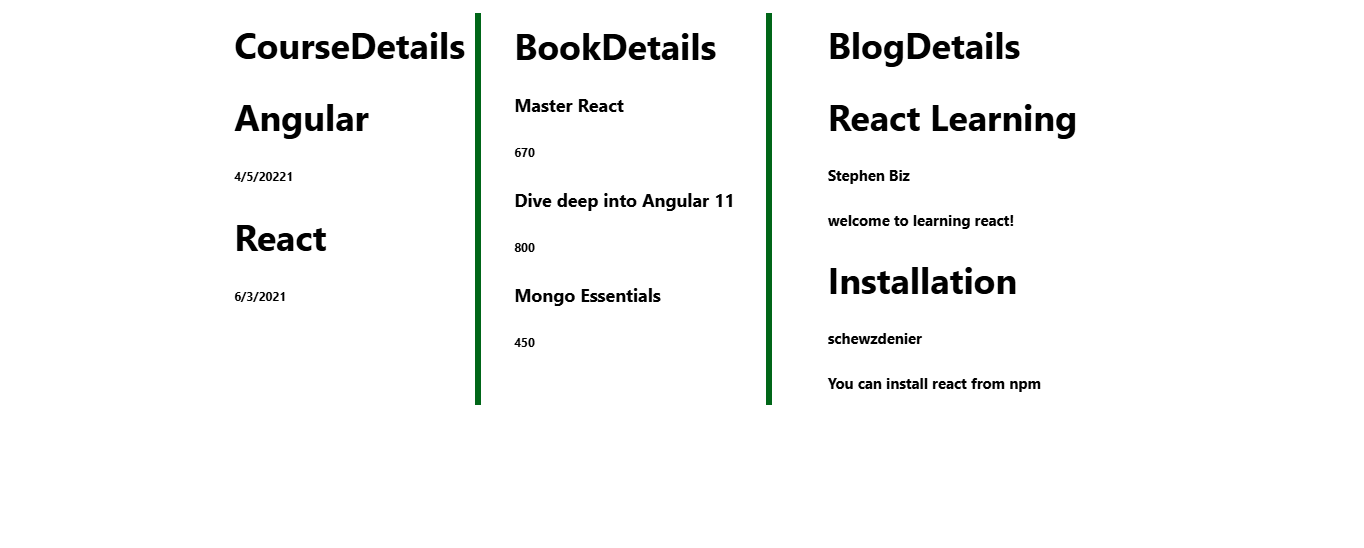 CourseDetails
Angular
4/5/20221
React
6/3/2021
BookDetails
Master React
670
Dive deep into Angular 11
800
Mongo Essentials
450
BlogDetails
React Learning
Stephen Biz
welcome to learning react!
Installation
schewzdenier
You can install react from npm